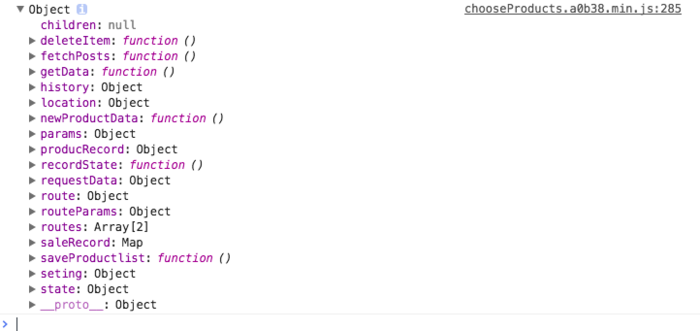 Object i chooseProducts.a0b38.min.js:285
children: null
deleteItem: function ()
fetchPosts: function ()
getData: function ()
history: Object
location: Object
newProductData: function ()
params: Object
producRecord: Object
recordState: function ()
requestData: Object
route: Object
routeParams: Object
routes: Array[2]
saleRecord: Map
saveProductlist: function ()
seting: Object
state: Object
__proto__: Object